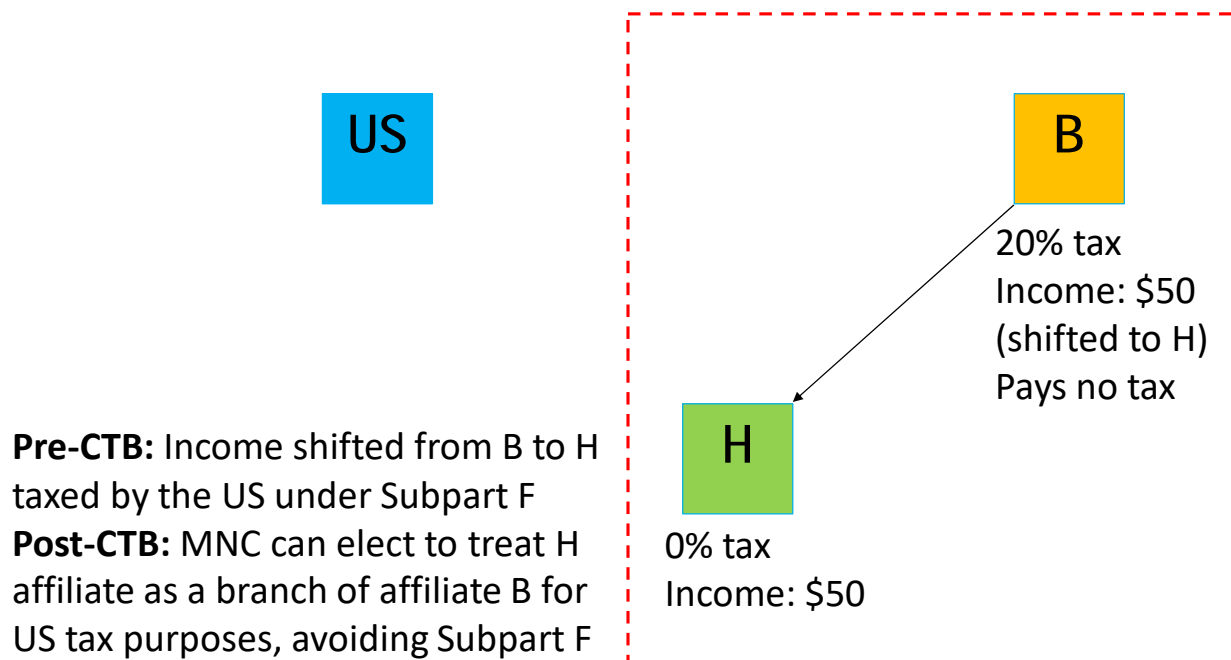 US
B
20% tax
Income: $50
(shifted to H)
Pays no tax
H
0% tax
Income: $50
Pre-CTB: Income shifted from B to H
taxed by the US under Subpart F
Post-CTB: MNC can elect to treat H
affiliate as a branch of affiliate B for
US tax purposes, avoiding Subpart F